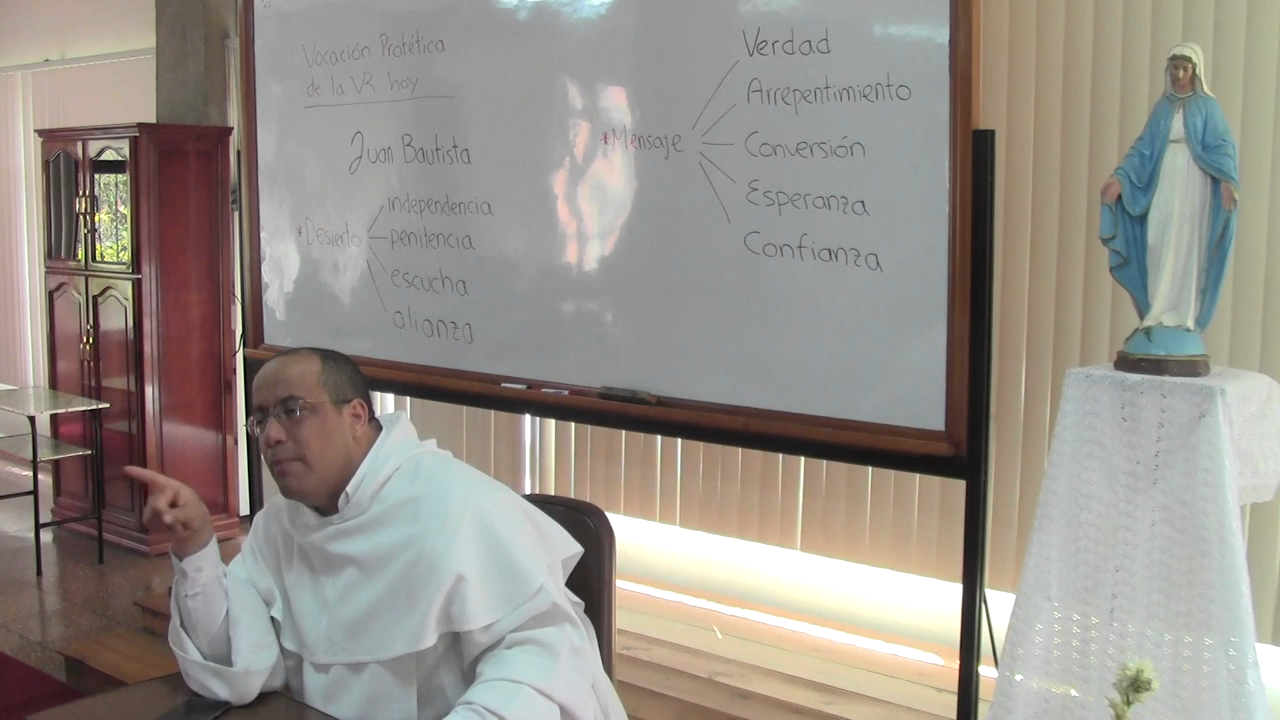 Vocación Profética
de la VR hoy
Juan Bautista
*Desierto
independencia
penitencia
escucha
alianza
*Mensaje
Verdad
Arrepentimiento
Conversión
Esperanza
Confianza